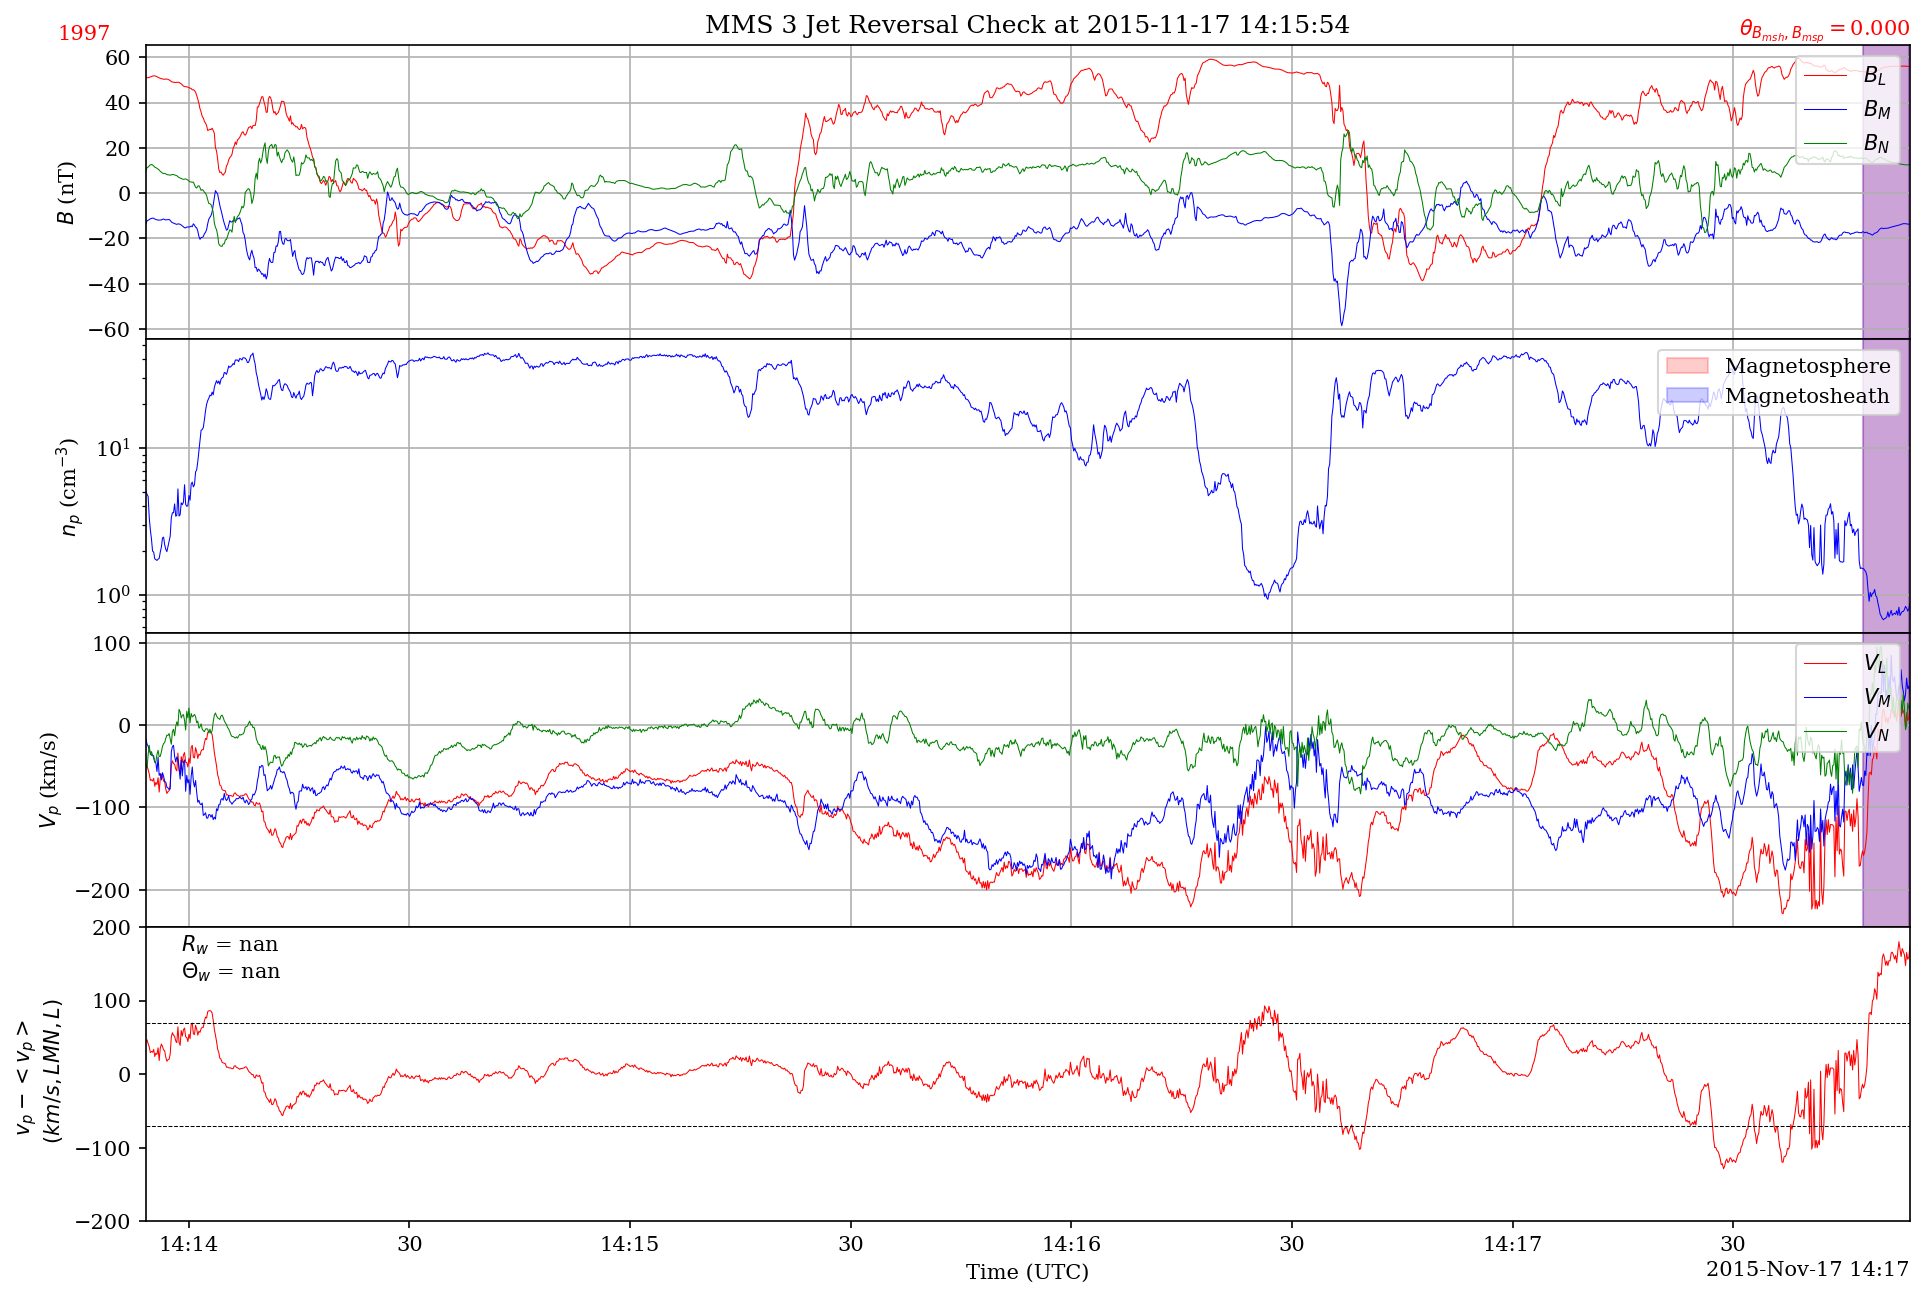 MMS 3 Jet Reversal Check at 2015-11-17 14:15:54
1997
θ_{B_{msh}, B_{msp}} = 0.000
60
40
20
0
−20
−40
−60
B (nT)
B_L
B_M
B_N
10^1
10^0
n_p (cm^{−3})
Magnetosphere
Magnetosheath
100
0
−100
−200
V_p (km/s)
V_L
V_M
V_N
200
100
0
−100
−200
v_p − < v_p >
(km/s, LMN, L)
R_w = nan
Θ_w = nan
14:14
30
14:15
30
14:16
30
14:17
30
Time (UTC)
2015-Nov-17 14:17